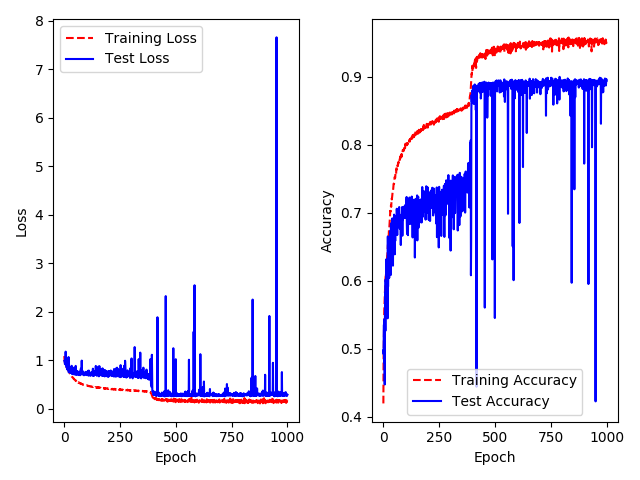 Training Loss
Test Loss
8
7
6
5
4
3
2
1
0
Loss
0 250 500 750 1000
Epoch
0.9
0.8
0.7
0.6
0.5
0.4
Accuracy
Training Accuracy
Test Accuracy
0 250 500 750 1000
Epoch